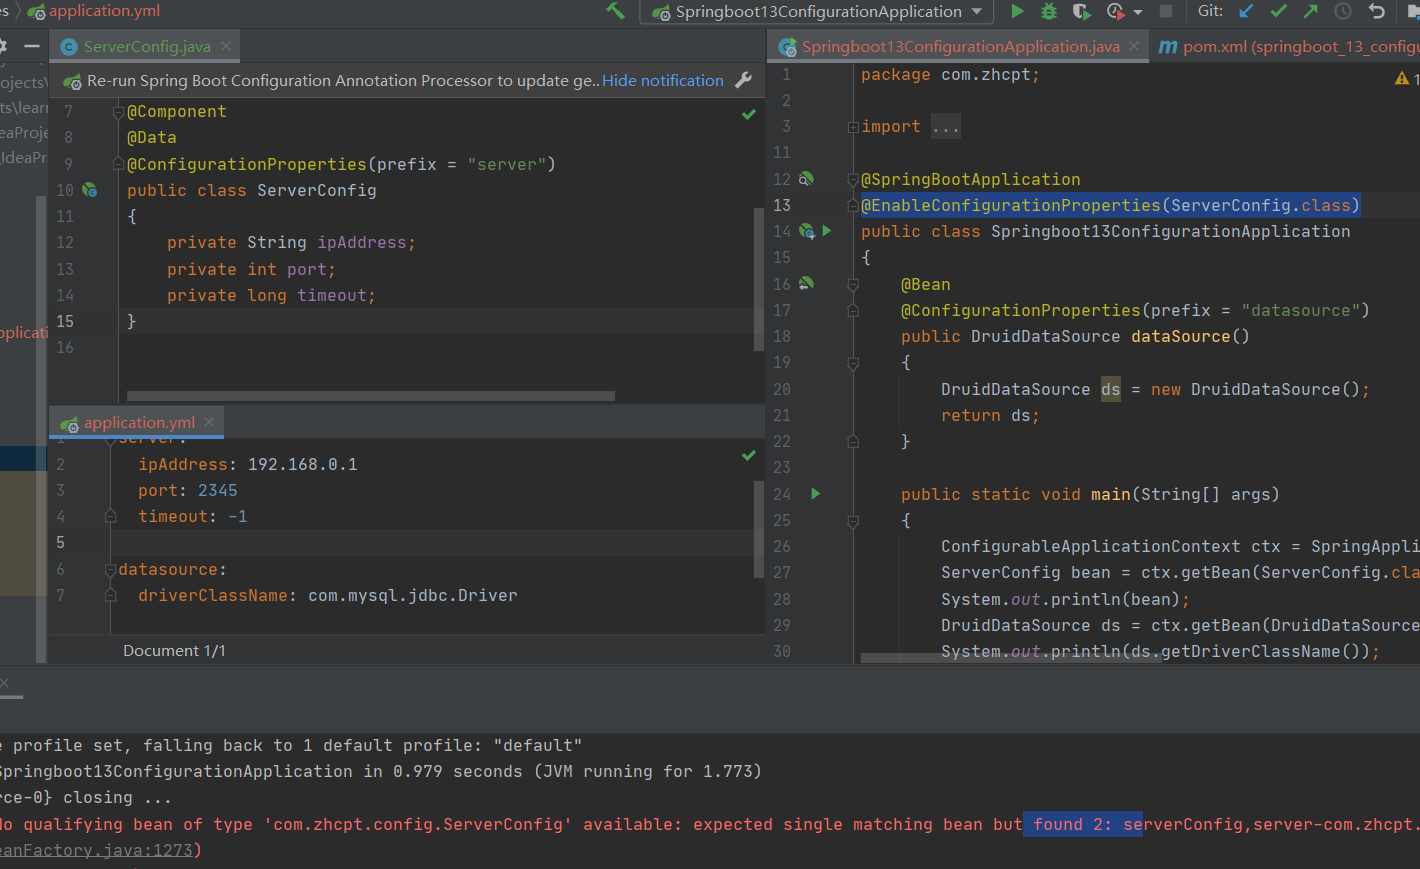 application.yml
Springboot13ConfigurationApplication
Git:
ServerConfig.java
Re-run Spring Boot Configuration Annotation Processor to update ge.. Hide notification
7 @Component
8 @Data
9 @ConfigurationProperties(prefix = "server")
10 public class ServerConfig
11 {
12 private String ipAddress;
13 private int port;
14 private long timeout;
15 }
16
application.yml
1 server:
2 ipAddress: 192.168.0.1
3 port: 2345
4 timeout: -1
5
6 datasource:
7 driverClassName: com.mysql.jdbc.Driver
Document 1/1
Springboot13ConfigurationApplication.java
pom.xml (springboot_13_configu
1 package com.zhcpt;
2
3 import ...
11
12 @SpringBootApplication
13 @EnableConfigurationProperties(ServerConfig.class)
14 public class Springboot13ConfigurationApplication
15 {
16 @Bean
17 @ConfigurationProperties(prefix = "datasource")
18 public DruidDataSource dataSource()
19 {
20 DruidDataSource ds = new DruidDataSource();
21 return ds;
22 }
23
24 public static void main(String[] args)
25 {
26 ConfigurableApplicationContext ctx = SpringAppli
27 ServerConfig bean = ctx.getBean(ServerConfig.cla
28 System.out.println(bean);
29 DruidDataSource ds = ctx.getBean(DruidDataSource
30 System.out.println(ds.getDriverClassName());
e profile set, falling back to 1 default profile: "default"
Springboot13ConfigurationApplication in 0.979 seconds (JVM running for 1.773)
rce-0} closing ...
No qualifying bean of type 'com.zhcpt.config.ServerConfig' available: expected single matching bean but found 2: serverConfig,server-com.zhcpt.
eanFactory.java:1273)